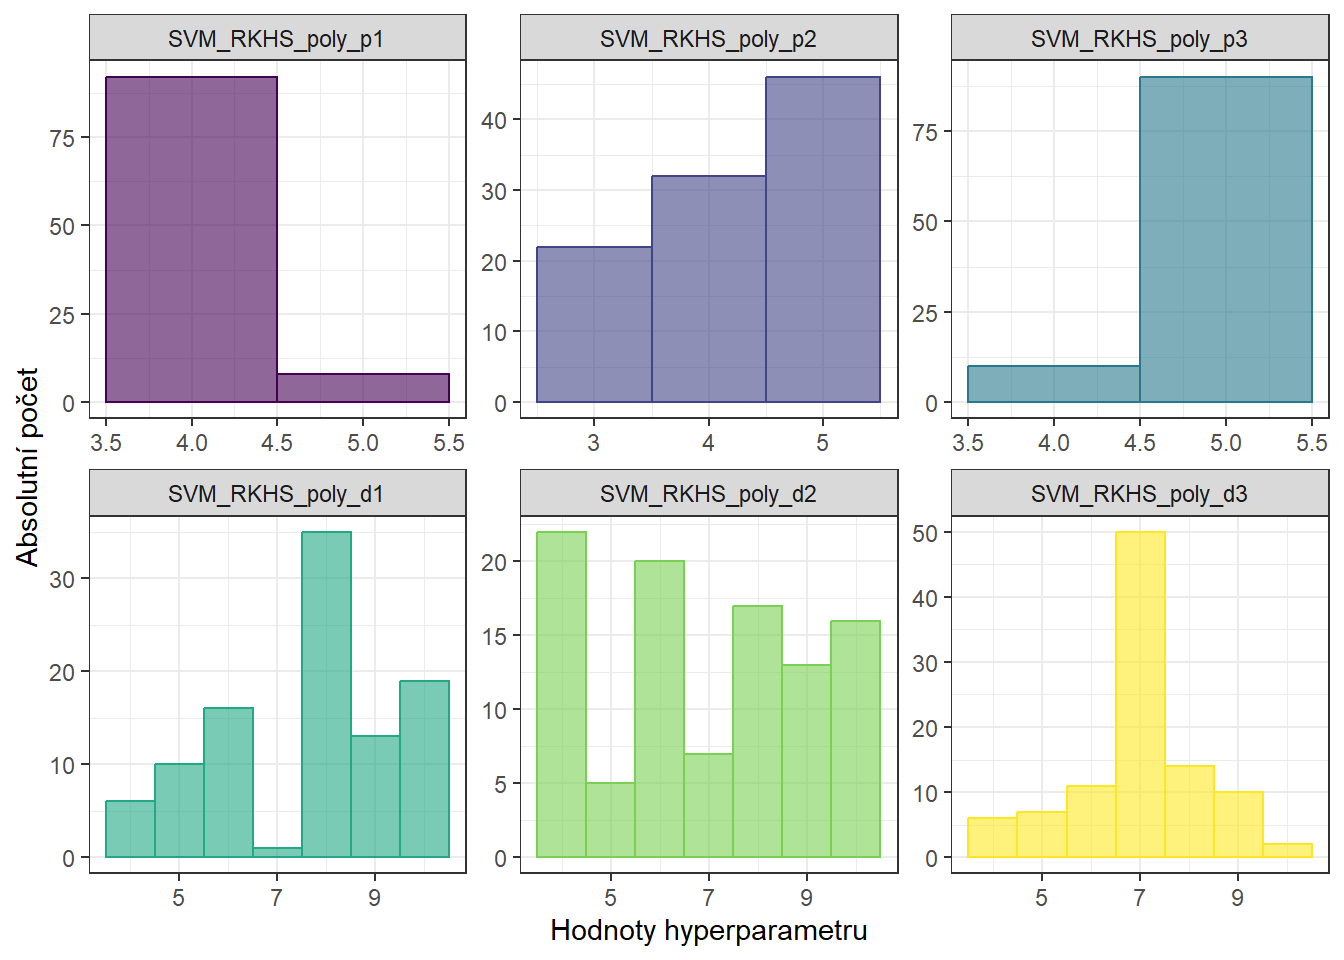 SVM_RKHS_poly_p1
SVM_RKHS_poly_p2
SVM_RKHS_poly_p3
75
50
25
0
3.5 4.0 4.5 5.0 5.5
40
30
20
10
0
3 4 5
75
50
25
0
3.5 4.0 4.5 5.0 5.5
Absolutní počet
SVM_RKHS_poly_d1
SVM_RKHS_poly_d2
SVM_RKHS_poly_d3
30
20
10
0
5 7 9
20
15
10
5
0
5 7 9
50
40
30
20
10
0
5 7 9
Hodnoty hyperparametru